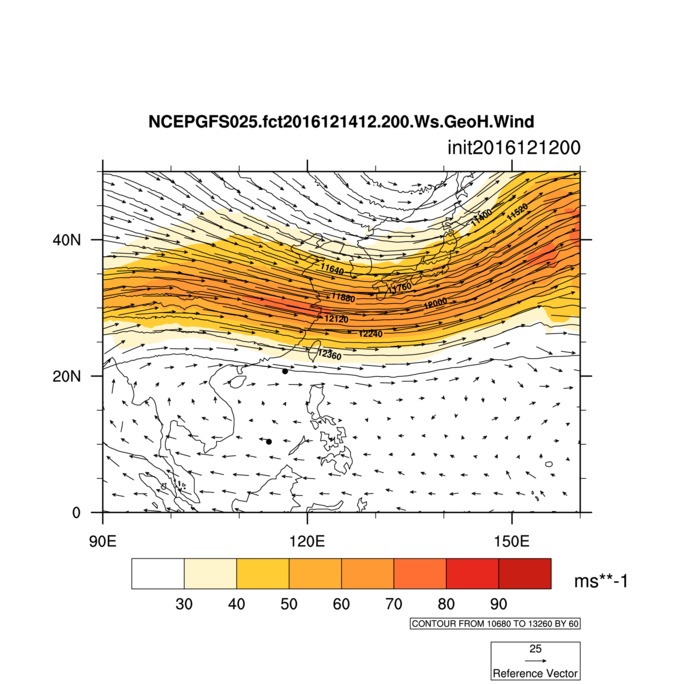 NCEPGFS025.fct2016121412.200.Ws.GeoH.Wind
init2016121200
11400
11520
40N
11640
11760
11880
12000
12120
12240
12360
20N
0
90E 120E 150E
ms**-1
30 40 50 60 70 80 90
CONTOUR FROM 10680 TO 13260 BY 60
25
Reference Vector